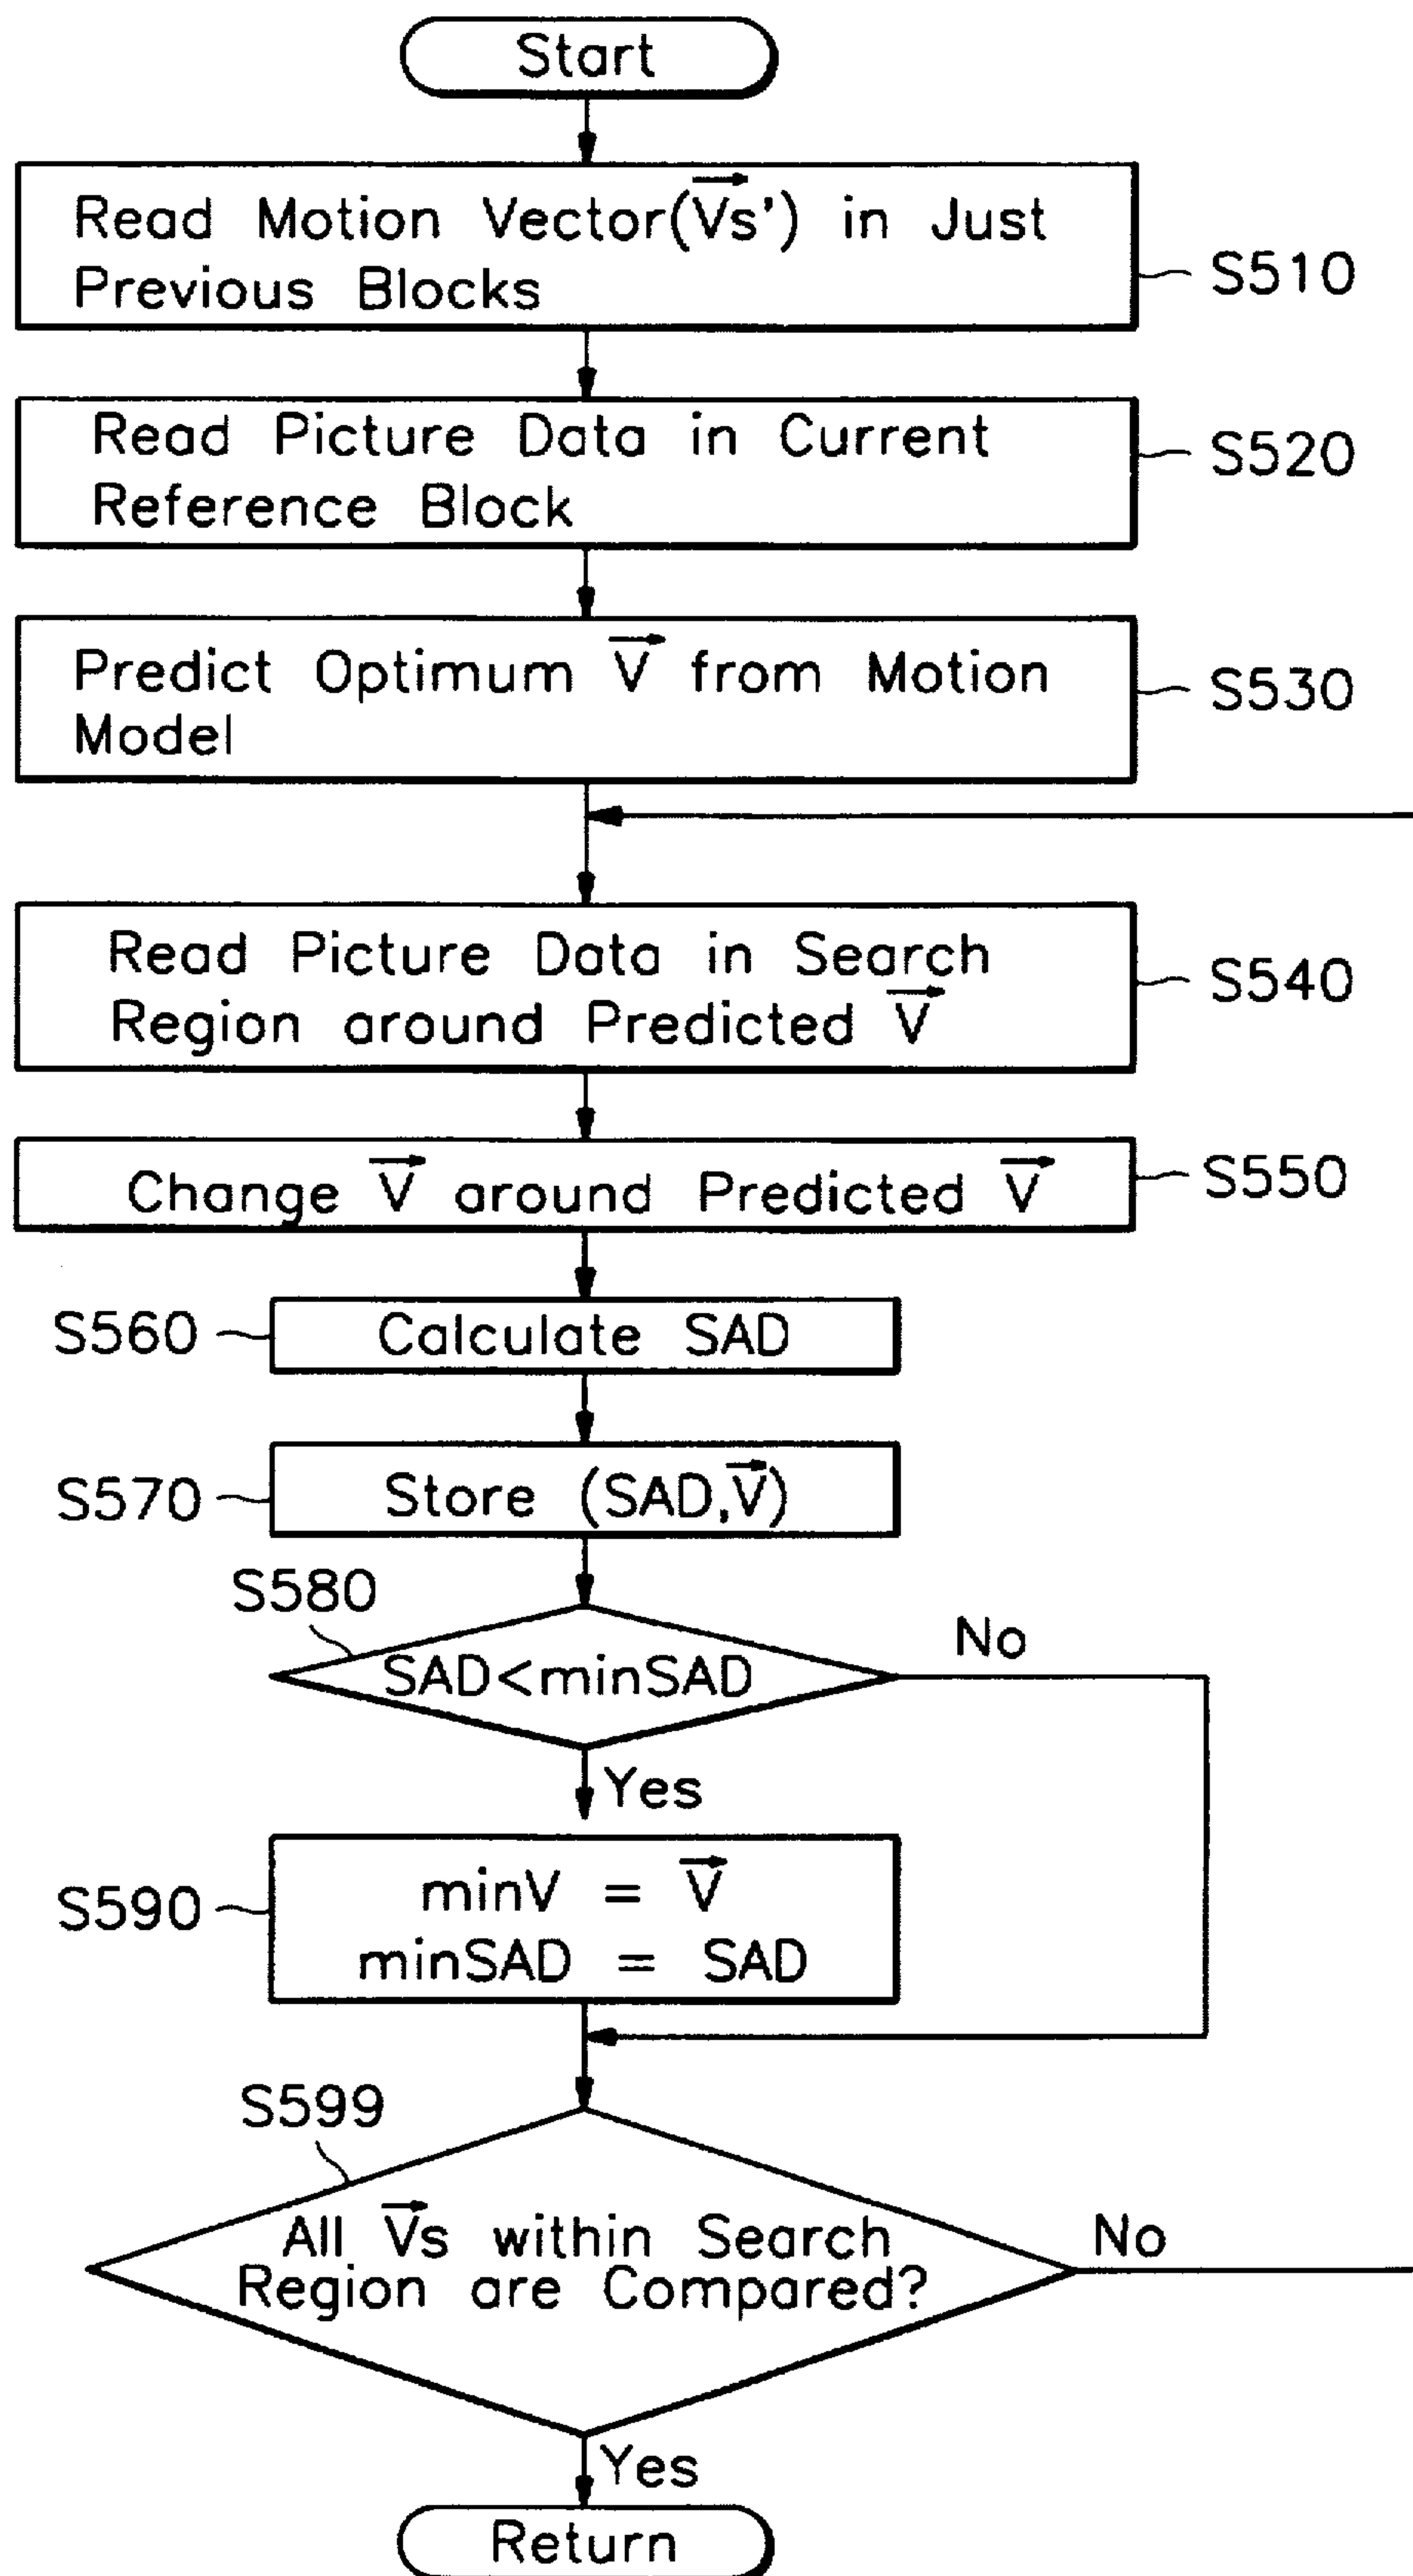 Start
Read Motion Vector(V⃗s’) in Just
Previous Blocks
S510
Read Picture Data in Current
Reference Block
S520
Predict Optimum V⃗ from Motion
Model
S530
Read Picture Data in Search
Region around Predicted V⃗
S540
Change V⃗ around Predicted V⃗
S550
S560
Calculate SAD
S570
Store (SAD,V⃗)
S580
SAD<minSAD
No
Yes
S590
minV = V⃗
minSAD = SAD
S599
All V⃗s within Search
Region are Compared?
No
Yes
Return